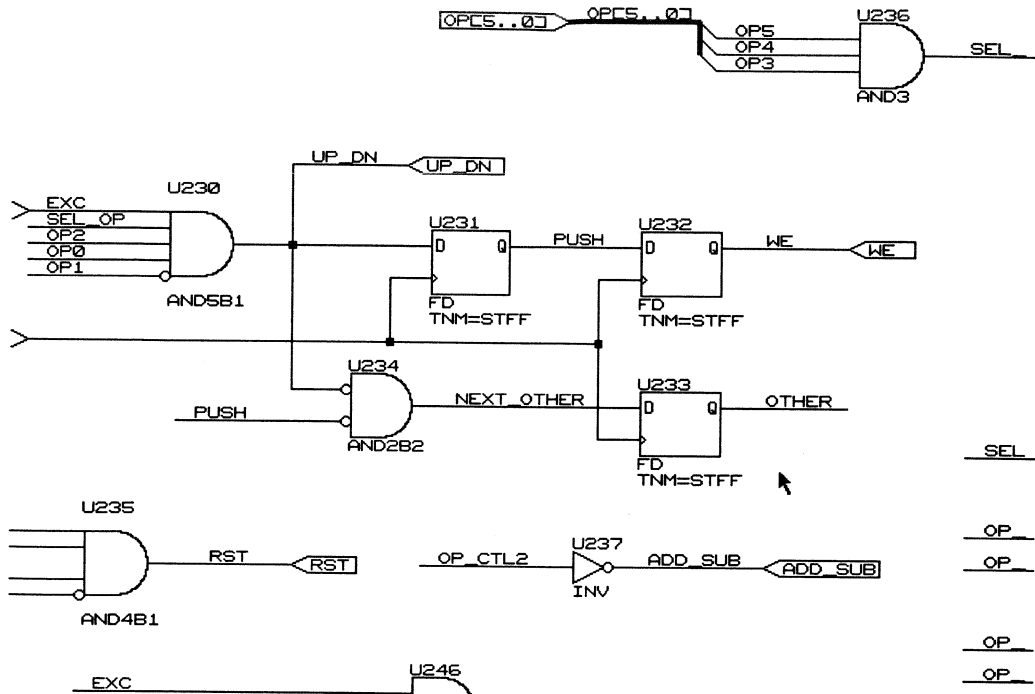 OP[5..0]
OP[5..0]
U236
OP5
OP4
OP3
SEL_
AND3
UP_DN
UP_DN
U230
EXC
SEL_OP
OP2
OP0
OP1
AND5B1
U231
D Q
FD
TNM=STFF
PUSH
U232
D Q
FD
TNM=STFF
WE
WE
U234
PUSH
AND2B2
NEXT_OTHER
U233
D Q
FD
TNM=STFF
OTHER
SEL
U235
RST
RST
AND4B1
OP_CTL2
U237
INV
ADD_SUB
ADD_SUB
OP_
OP_
OP_
OP_
EXC
U246